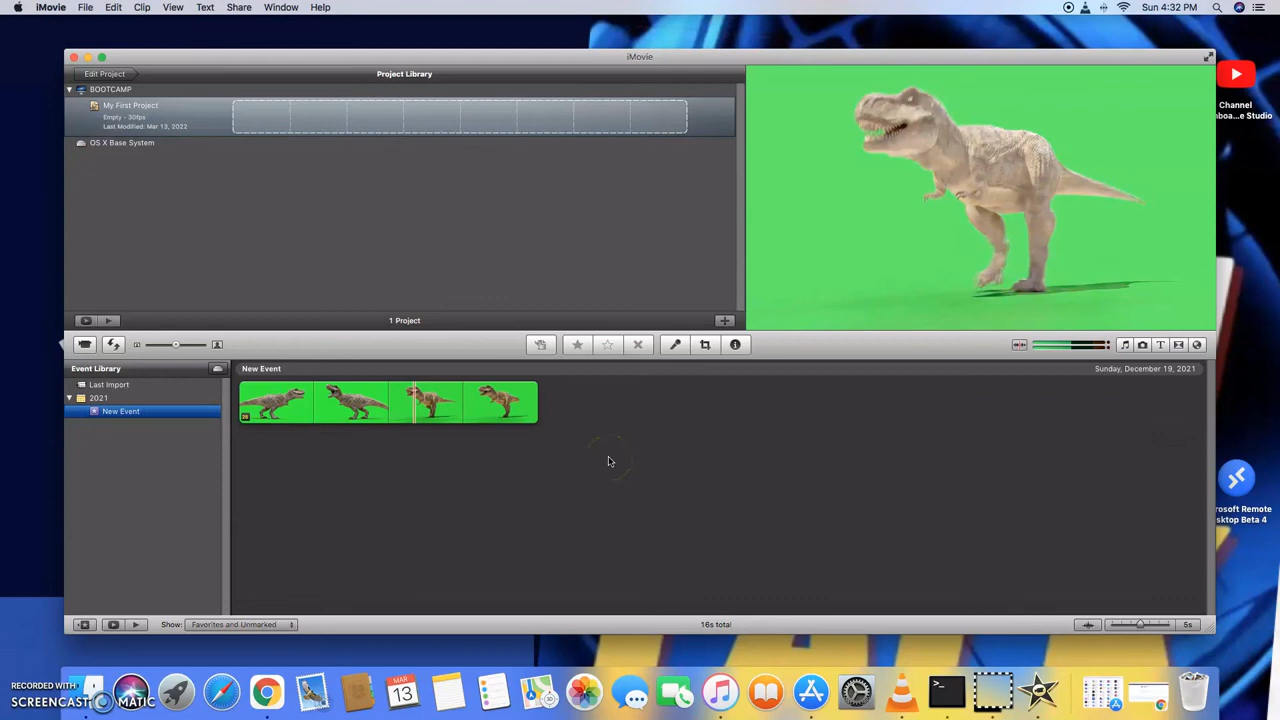 iMovie File Edit Clip View Text Share Window Help
Sun 4:32 PM
iMovie
Edit Project
Project Library
BOOTCAMP
My First Project
Empty - 30fps
Last Modified: Mar 13, 2022
OS X Base System
Channel
1 Project
Event Library
New Event
Sunday, December 19, 2021
Last Import
2021
New Event
Show: Favorites and Unmarked
16s total
5s
RECORDED WITH
SCREENCAST MATIC
MAR
13